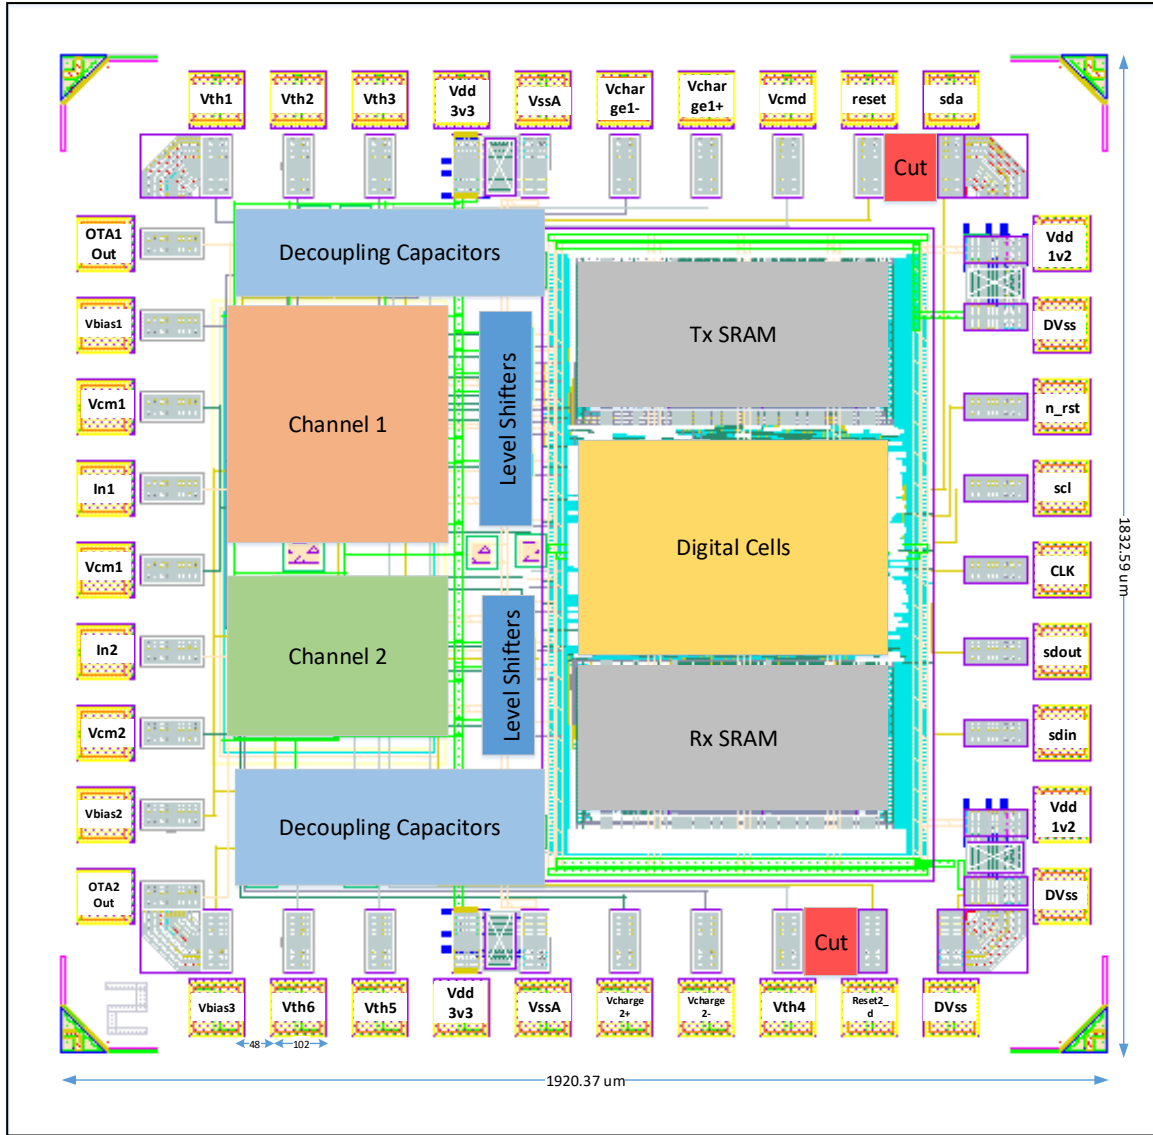 Vth1
Vth2
Vth3
Vdd
3v3
VssA
Vchar
ge1-
Vchar
ge1+
Vcmd
reset
sda
Cut
OTA1
Out
Vbias1
Vcm1
In1
Vcm1
In2
Vcm2
Vbias2
OTA2
Out
Decoupling Capacitors
Channel 1
Level Shifters
Channel 2
Level Shifters
Decoupling Capacitors
Tx SRAM
Digital Cells
Rx SRAM
Vdd
1v2
DVss
n_rst
scl
CLK
sdout
sdin
Vdd
1v2
DVss
1832.59 um
Cut
Vbias3
Vth6
Vth5
Vdd
3v3
VssA
Vcharge
2+
Vcharge
2-
Vth4
Reset2_
d
DVss
48
102
1920.37 um